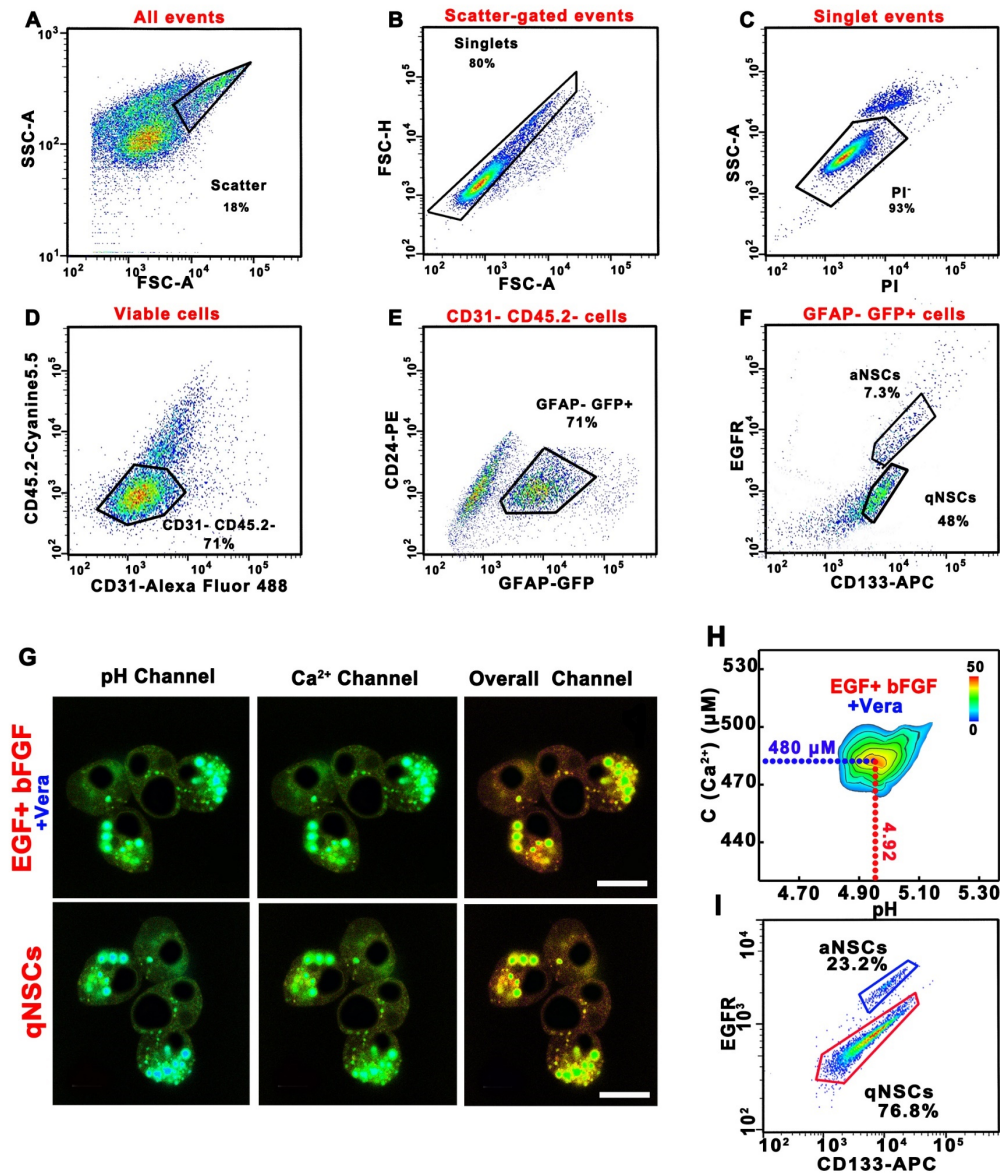 A
All events
10³
10²
10¹
SSC-A
Scatter
18%
10² 10³ 10⁴ 10⁵
FSC-A
B
Scatter-gated events
Singlets
80%
10⁵
10⁴
10³
10²
FSC-H
10² 10³ 10⁴ 10⁵
FSC-A
C
Singlet events
10⁵
10⁴
10³
10²
SSC-A
PI⁻
93%
10² 10³ 10⁴ 10⁵
PI
D
Viable cells
10⁵
10⁴
10³
10²
CD45.2-Cyanine5.5
CD31- CD45.2-
71%
10² 10³ 10⁴ 10⁵
CD31-Alexa Fluor 488
E
CD31- CD45.2- cells
10⁵
10⁴
10³
10²
CD24-PE
GFAP- GFP+
71%
10² 10³ 10⁴ 10⁵
GFAP-GFP
F
GFAP- GFP+ cells
10⁵
10⁴
10³
10²
EGFR
aNSCs
7.3%
qNSCs
48%
10² 10³ 10⁴ 10⁵
CD133-APC
G
pH Channel
Ca²⁺ Channel
Overall Channel
EGF+ bFGF
+Vera
qNSCs
H
530
500
470
440
C (Ca²⁺) (µM)
EGF+ bFGF
+Vera
50
0
480 µM
4.92
4.70 4.90 5.10 5.30
pH
I
10⁴
10³
10²
EGFR
aNSCs
23.2%
qNSCs
76.8%
10² 10³ 10⁴ 10⁵
CD133-APC